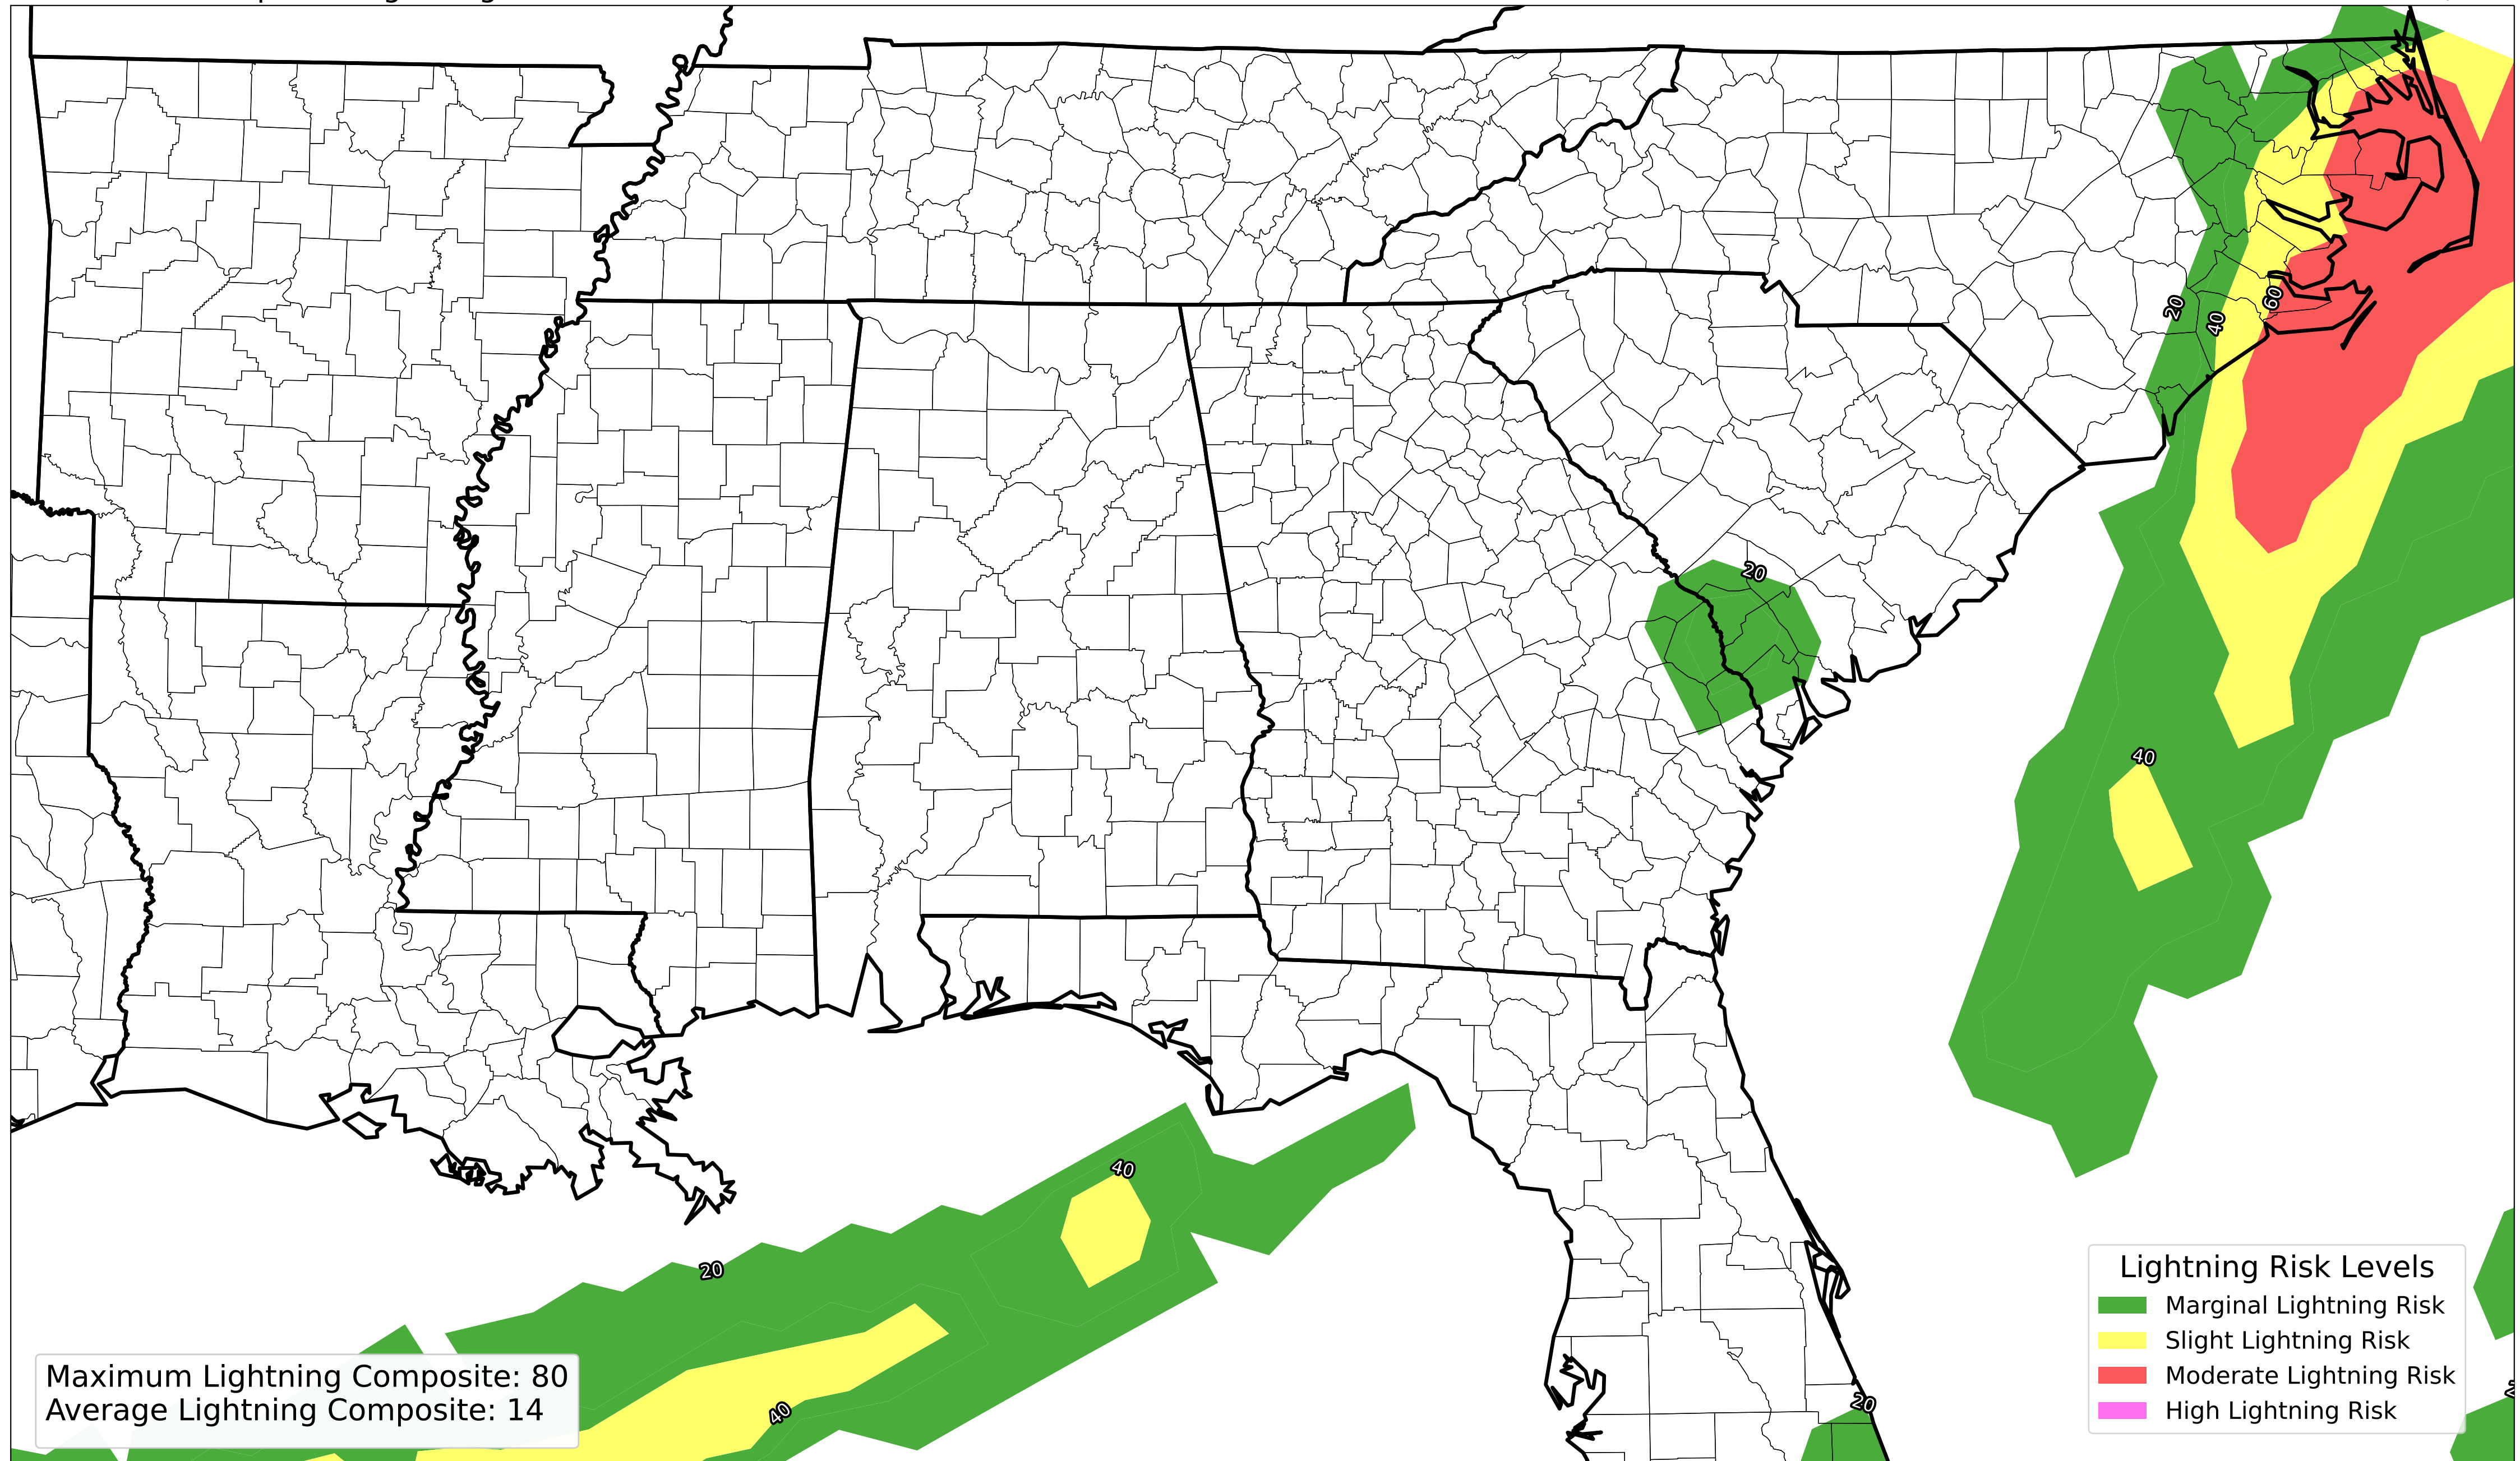 20
40
60
20
40
40
20
20
40
Lightning Risk Levels
Marginal Lightning Risk
Slight Lightning Risk
Moderate Lightning Risk
High Lightning Risk
Maximum Lightning Composite: 80
Average Lightning Composite: 14